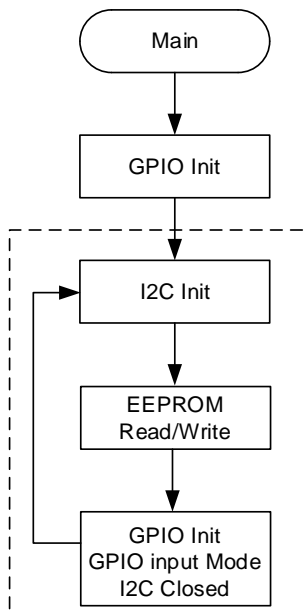 Main
GPIO Init
I2C Init
EEPROM
Read/Write
GPIO Init
GPIO input Mode
I2C Closed